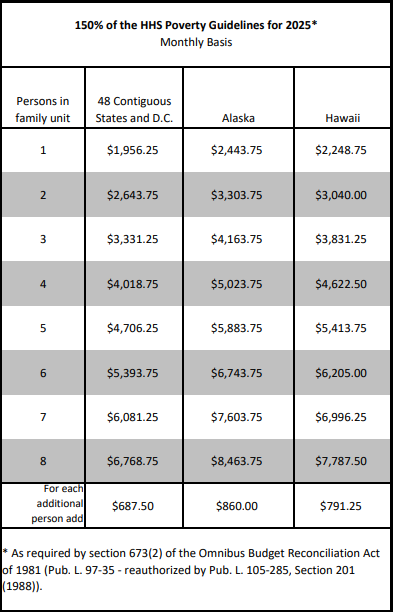 150% of the HHS Poverty Guidelines for 2025*
Monthly Basis
Persons in family unit 48 Contiguous States and D.C. Alaska Hawaii
1 $1,956.25 $2,443.75 $2,248.75
2 $2,643.75 $3,303.75 $3,040.00
3 $3,331.25 $4,163.75 $3,831.25
4 $4,018.75 $5,023.75 $4,622.50
5 $4,706.25 $5,883.75 $5,413.75
6 $5,393.75 $6,743.75 $6,205.00
7 $6,081.25 $7,603.75 $6,996.25
8 $6,768.75 $8,463.75 $7,787.50
For each additional person add $687.50 $860.00 $791.25
* As required by section 673(2) of the Omnibus Budget Reconciliation Act
of 1981 (Pub. L. 97-35 - reauthorized by Pub. L. 105-285, Section 201
(1988)).